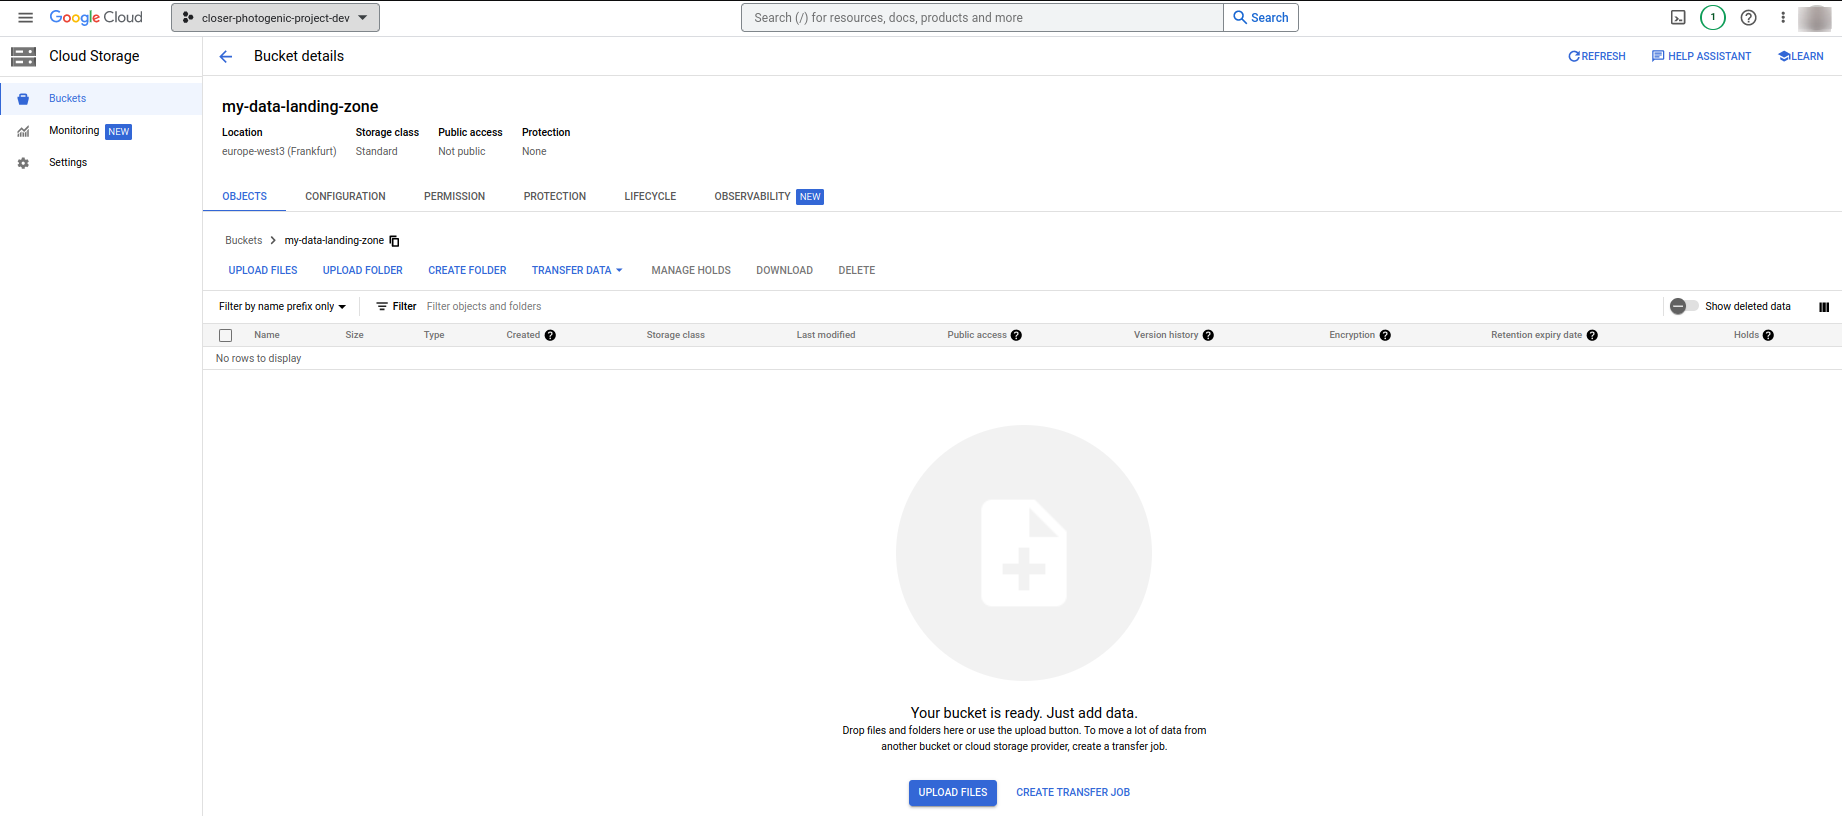 Google Cloud
closer-photogenic-project-dev
Search (/) for resources, docs, products and more
Search
1
Cloud Storage
Bucket details
REFRESH
HELP ASSISTANT
LEARN
Buckets
Monitoring NEW
Settings
my-data-landing-zone
Location Storage class Public access Protection
europe-west3 (Frankfurt) Standard Not public None
OBJECTS CONFIGURATION PERMISSION PROTECTION LIFECYCLE OBSERVABILITY NEW
Buckets > my-data-landing-zone
UPLOAD FILES UPLOAD FOLDER CREATE FOLDER TRANSFER DATA MANAGE HOLDS DOWNLOAD DELETE
Filter by name prefix only Filter Filter objects and folders Show deleted data
Name Size Type Created ? Storage class Last modified Public access ? Version history ? Encryption ? Retention expiry date ? Holds ?
No rows to display
Your bucket is ready. Just add data.
Drop files and folders here or use the upload button. To move a lot of data from
another bucket or cloud storage provider, create a transfer job.
UPLOAD FILES CREATE TRANSFER JOB